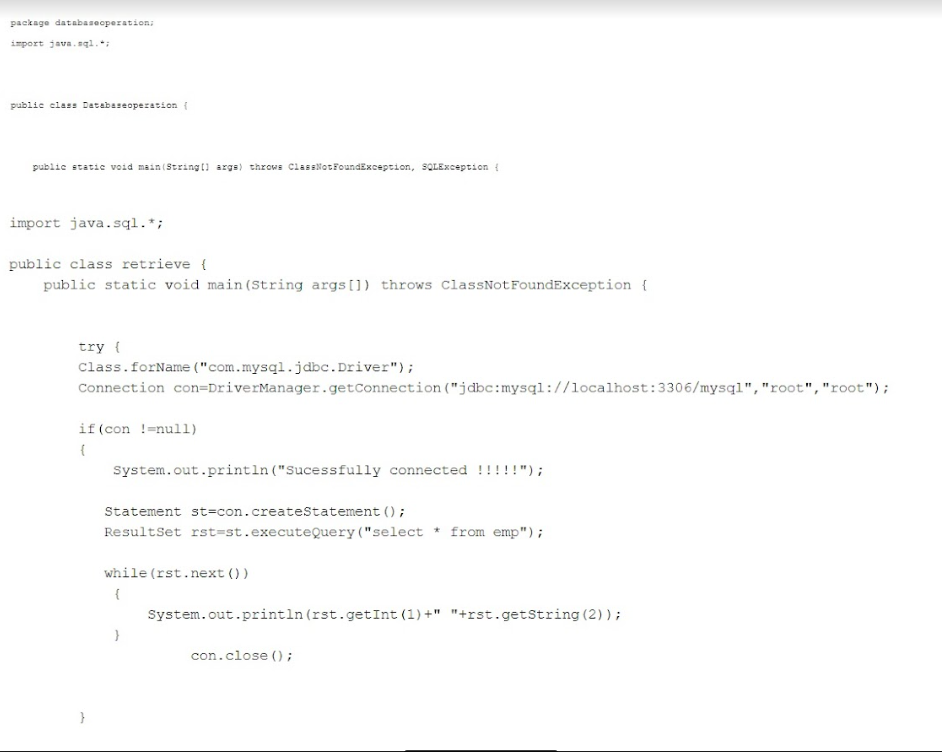 package databaseoperation;
import java.sql.*;
public class Databaseoperation {
public static void main(String[] args) throws ClassNotFoundException, SQLException {
import java.sql.*;
public class retrieve {
public static void main(String args[]) throws ClassNotFoundException {
try {
Class.forName("com.mysql.jdbc.Driver");
Connection con=DriverManager.getConnection("jdbc:mysql://localhost:3306/mysql","root","root");
if(con !=null)
{
System.out.println("Sucessfully connected !!!!!");
Statement st=con.createStatement();
ResultSet rst=st.executeQuery("select * from emp");
while(rst.next())
{
System.out.println(rst.getInt(1)+" "+rst.getString(2));
}
con.close();
}